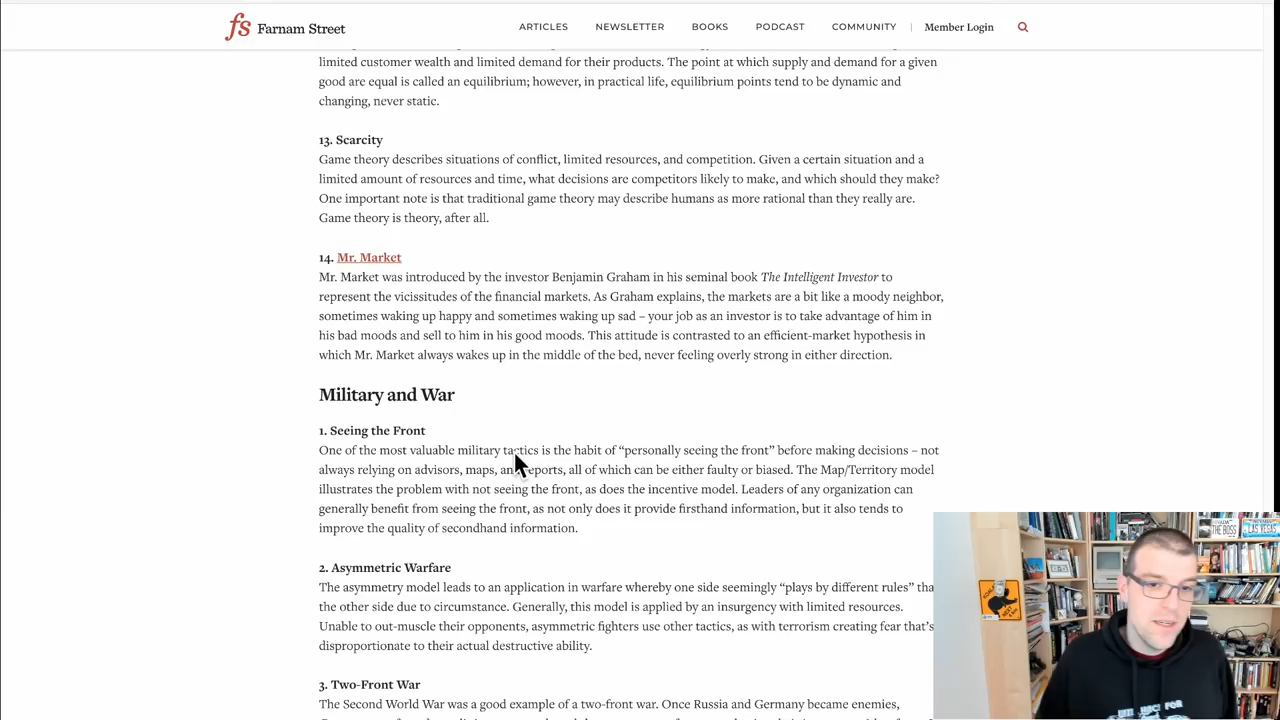 fs Farnam Street
ARTICLES NEWSLETTER BOOKS PODCAST COMMUNITY | Member Login
limited customer wealth and limited demand for their products. The point at which supply and demand for a given
good are equal is called an equilibrium; however, in practical life, equilibrium points tend to be dynamic and
changing, never static.
13. Scarcity
Game theory describes situations of conflict, limited resources, and competition. Given a certain situation and a
limited amount of resources and time, what decisions are competitors likely to make, and which should they make?
One important note is that traditional game theory may describe humans as more rational than they really are.
Game theory is theory, after all.
14. Mr. Market
Mr. Market was introduced by the investor Benjamin Graham in his seminal book The Intelligent Investor to
represent the vicissitudes of the financial markets. As Graham explains, the markets are a bit like a moody neighbor,
sometimes waking up happy and sometimes waking up sad – your job as an investor is to take advantage of him in
his bad moods and sell to him in his good moods. This attitude is contrasted to an efficient-market hypothesis in
which Mr. Market always wakes up in the middle of the bed, never feeling overly strong in either direction.
Military and War
1. Seeing the Front
One of the most valuable military tactics is the habit of “personally seeing the front” before making decisions – not
always relying on advisors, maps, and reports, all of which can be either faulty or biased. The Map/Territory model
illustrates the problem with not seeing the front, as does the incentive model. Leaders of any organization can
generally benefit from seeing the front, as not only does it provide firsthand information, but it also tends to
improve the quality of secondhand information.
2. Asymmetric Warfare
The asymmetry model leads to an application in warfare whereby one side seemingly “plays by different rules” tha
the other side due to circumstance. Generally, this model is applied by an insurgency with limited resources.
Unable to out-muscle their opponents, asymmetric fighters use other tactics, as with terrorism creating fear that’s
disproportionate to their actual destructive ability.
3. Two-Front War
The Second World War was a good example of a two-front war. Once Russia and Germany became enemies,
THE BOSS
LAS VEGAS